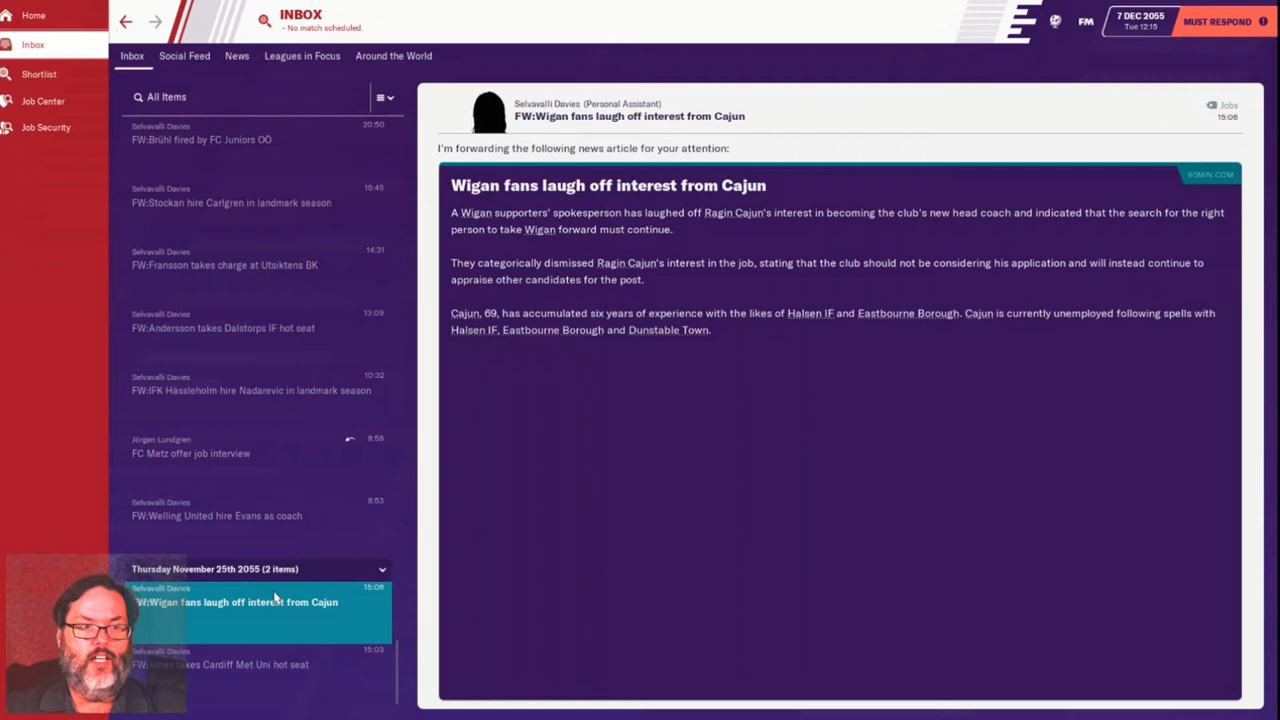 Home
Inbox
Shortlist
Job Center
Job Security
INBOX
- No match scheduled.
FM
7 DEC 2055
Tue 12:15
MUST RESPOND
Inbox
Social Feed
News
Leagues in Focus
Around the World
All Items
Selvavalli Davies
20:50
FW:Brühl fired by FC Juniors OÖ
Selvavalli Davies
16:45
FW:Stockan hire Carlgren in landmark season
Selvavalli Davies
14:31
FW:Fransson takes charge at Utsiktens BK
Selvavalli Davies
13:09
FW:Andersson takes Dalstorps IF hot seat
Selvavalli Davies
10:32
FW:IFK Hässleholm hire Nadarevic in landmark season
Jörgen Lundgren
8:58
FC Metz offer job interview
Selvavalli Davies
8:53
FW:Welling United hire Evans as coach
Thursday November 25th 2055 (2 items)
Selvavalli Davies
15:06
FW:Wigan fans laugh off interest from Cajun
Selvavalli Davies
15:03
takes Cardiff Met Uni hot seat
Selvavalli Davies (Personal Assistant)
FW:Wigan fans laugh off interest from Cajun
Jobs
15:06
I'm forwarding the following news article for your attention:
90MIN.COM
Wigan fans laugh off interest from Cajun
A Wigan supporters' spokesperson has laughed off Ragin Cajun's interest in becoming the club's new head coach and indicated that the search for the right
person to take Wigan forward must continue.
They categorically dismissed Ragin Cajun's interest in the job, stating that the club should not be considering his application and will instead continue to
appraise other candidates for the post.
Cajun, 69, has accumulated six years of experience with the likes of Halsen IF and Eastbourne Borough. Cajun is currently unemployed following spells with
Halsen IF, Eastbourne Borough and Dunstable Town.